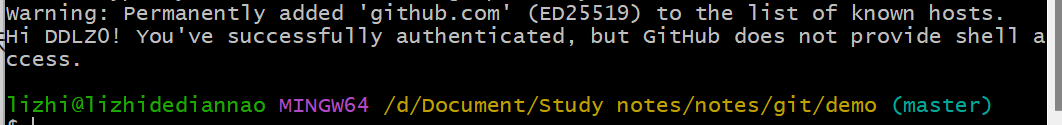 Warning: Permanently added 'github.com' (ED25519) to the list of known hosts.
Hi DDLZO! You've successfully authenticated, but GitHub does not provide shell a
ccess.
lizhi@lizhidediannao MINGW64 /d/Document/Study notes/notes/git/demo (master)
$